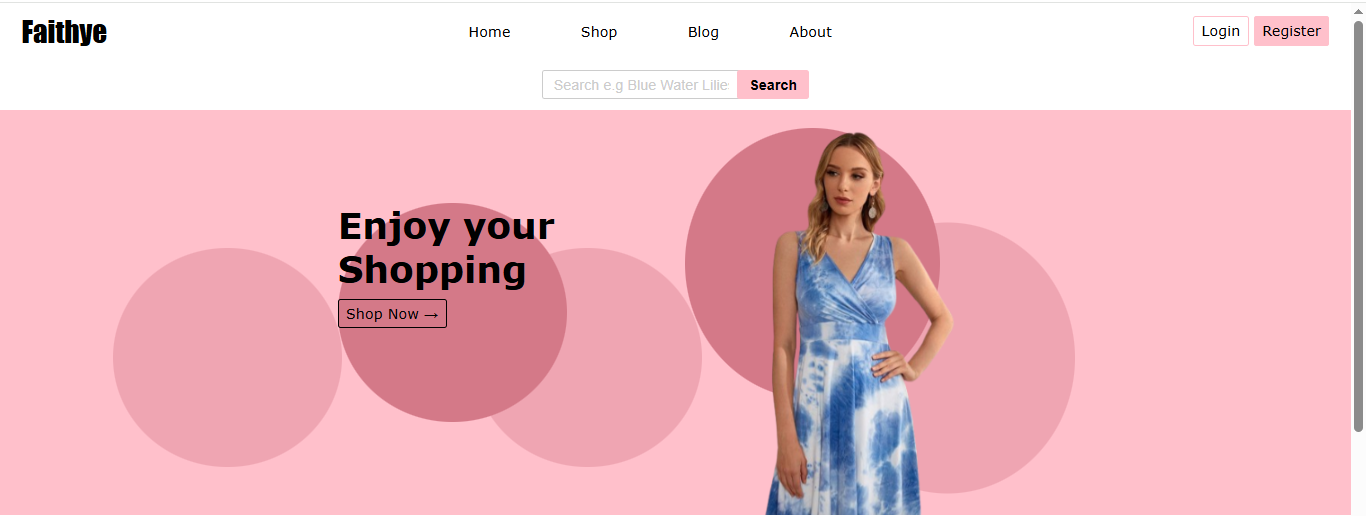 Faithye
Home Shop Blog About
Login Register
Search e.g Blue Water Lilie
Search
Enjoy your
Shopping
Shop Now →